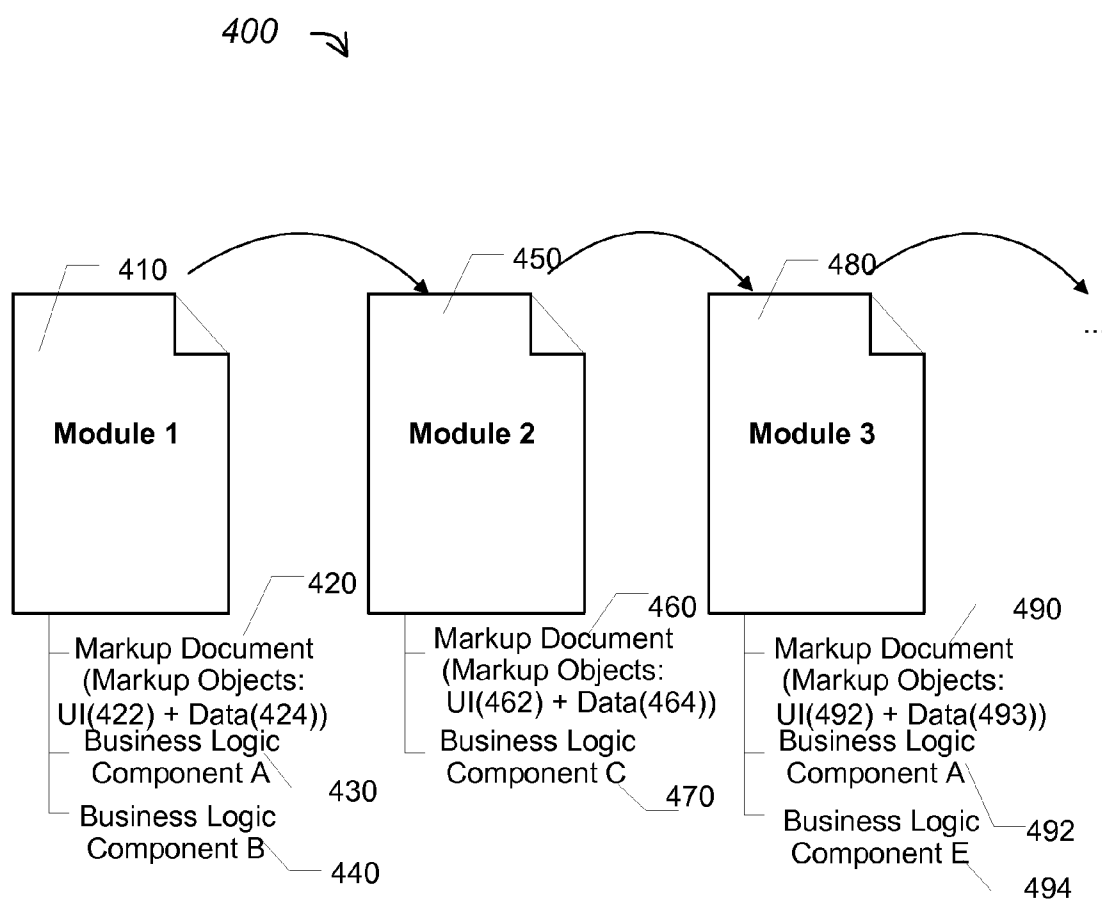 400
410
450
480
...
Module 1
Module 2
Module 3
420
Markup Document
(Markup Objects:
UI(422) + Data(424))
Business Logic
Component A
430
Business Logic
Component B
440
460
Markup Document
(Markup Objects:
UI(462) + Data(464))
Business Logic
Component C
470
490
Markup Document
(Markup Objects:
UI(492) + Data(493))
Business Logic
Component A
492
Business Logic
Component E
494